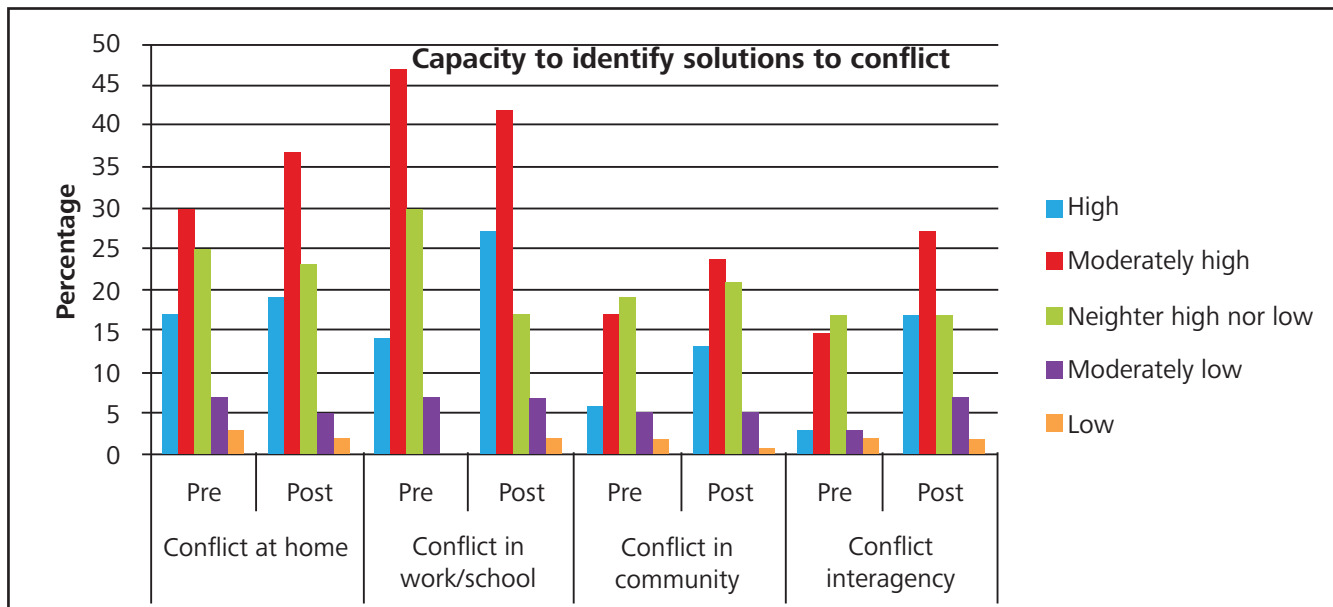 Capacity to identify solutions to conflict
Percentage
50
45
40
35
30
25
20
15
10
5
0
Pre Post Pre Post Pre Post Pre Post
Conflict at home
Conflict in
work/school
Conflict in
community
Conflict
interagency
High
Moderately high
Neighter high nor low
Moderately low
Low